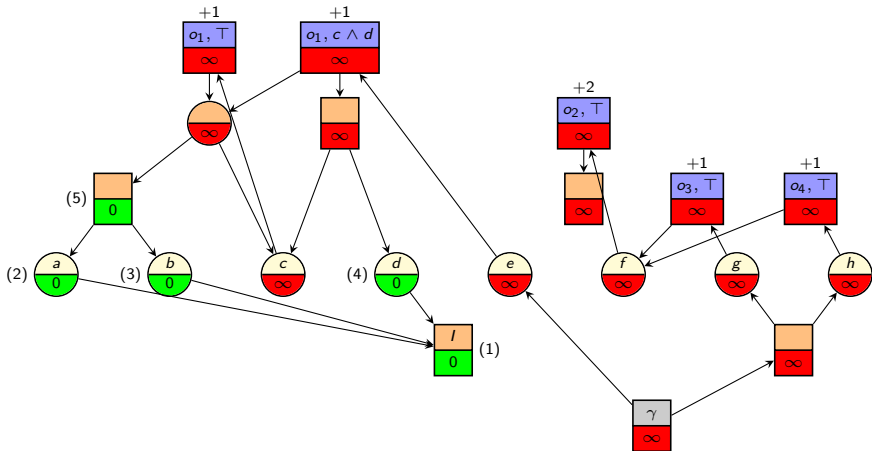 +1 +1
o₁, ⊤ o₁, c ∧ d
∞ ∞
+2
o₂, ⊤
∞ ∞ ∞
+1 +1
o₃, ⊤ o₄, ⊤
(5) 0 ∞ ∞ ∞
(2) a (3) b c (4) d e f g h
0 0 ∞ 0 ∞ ∞ ∞ ∞
I (1)
0 ∞
γ
∞